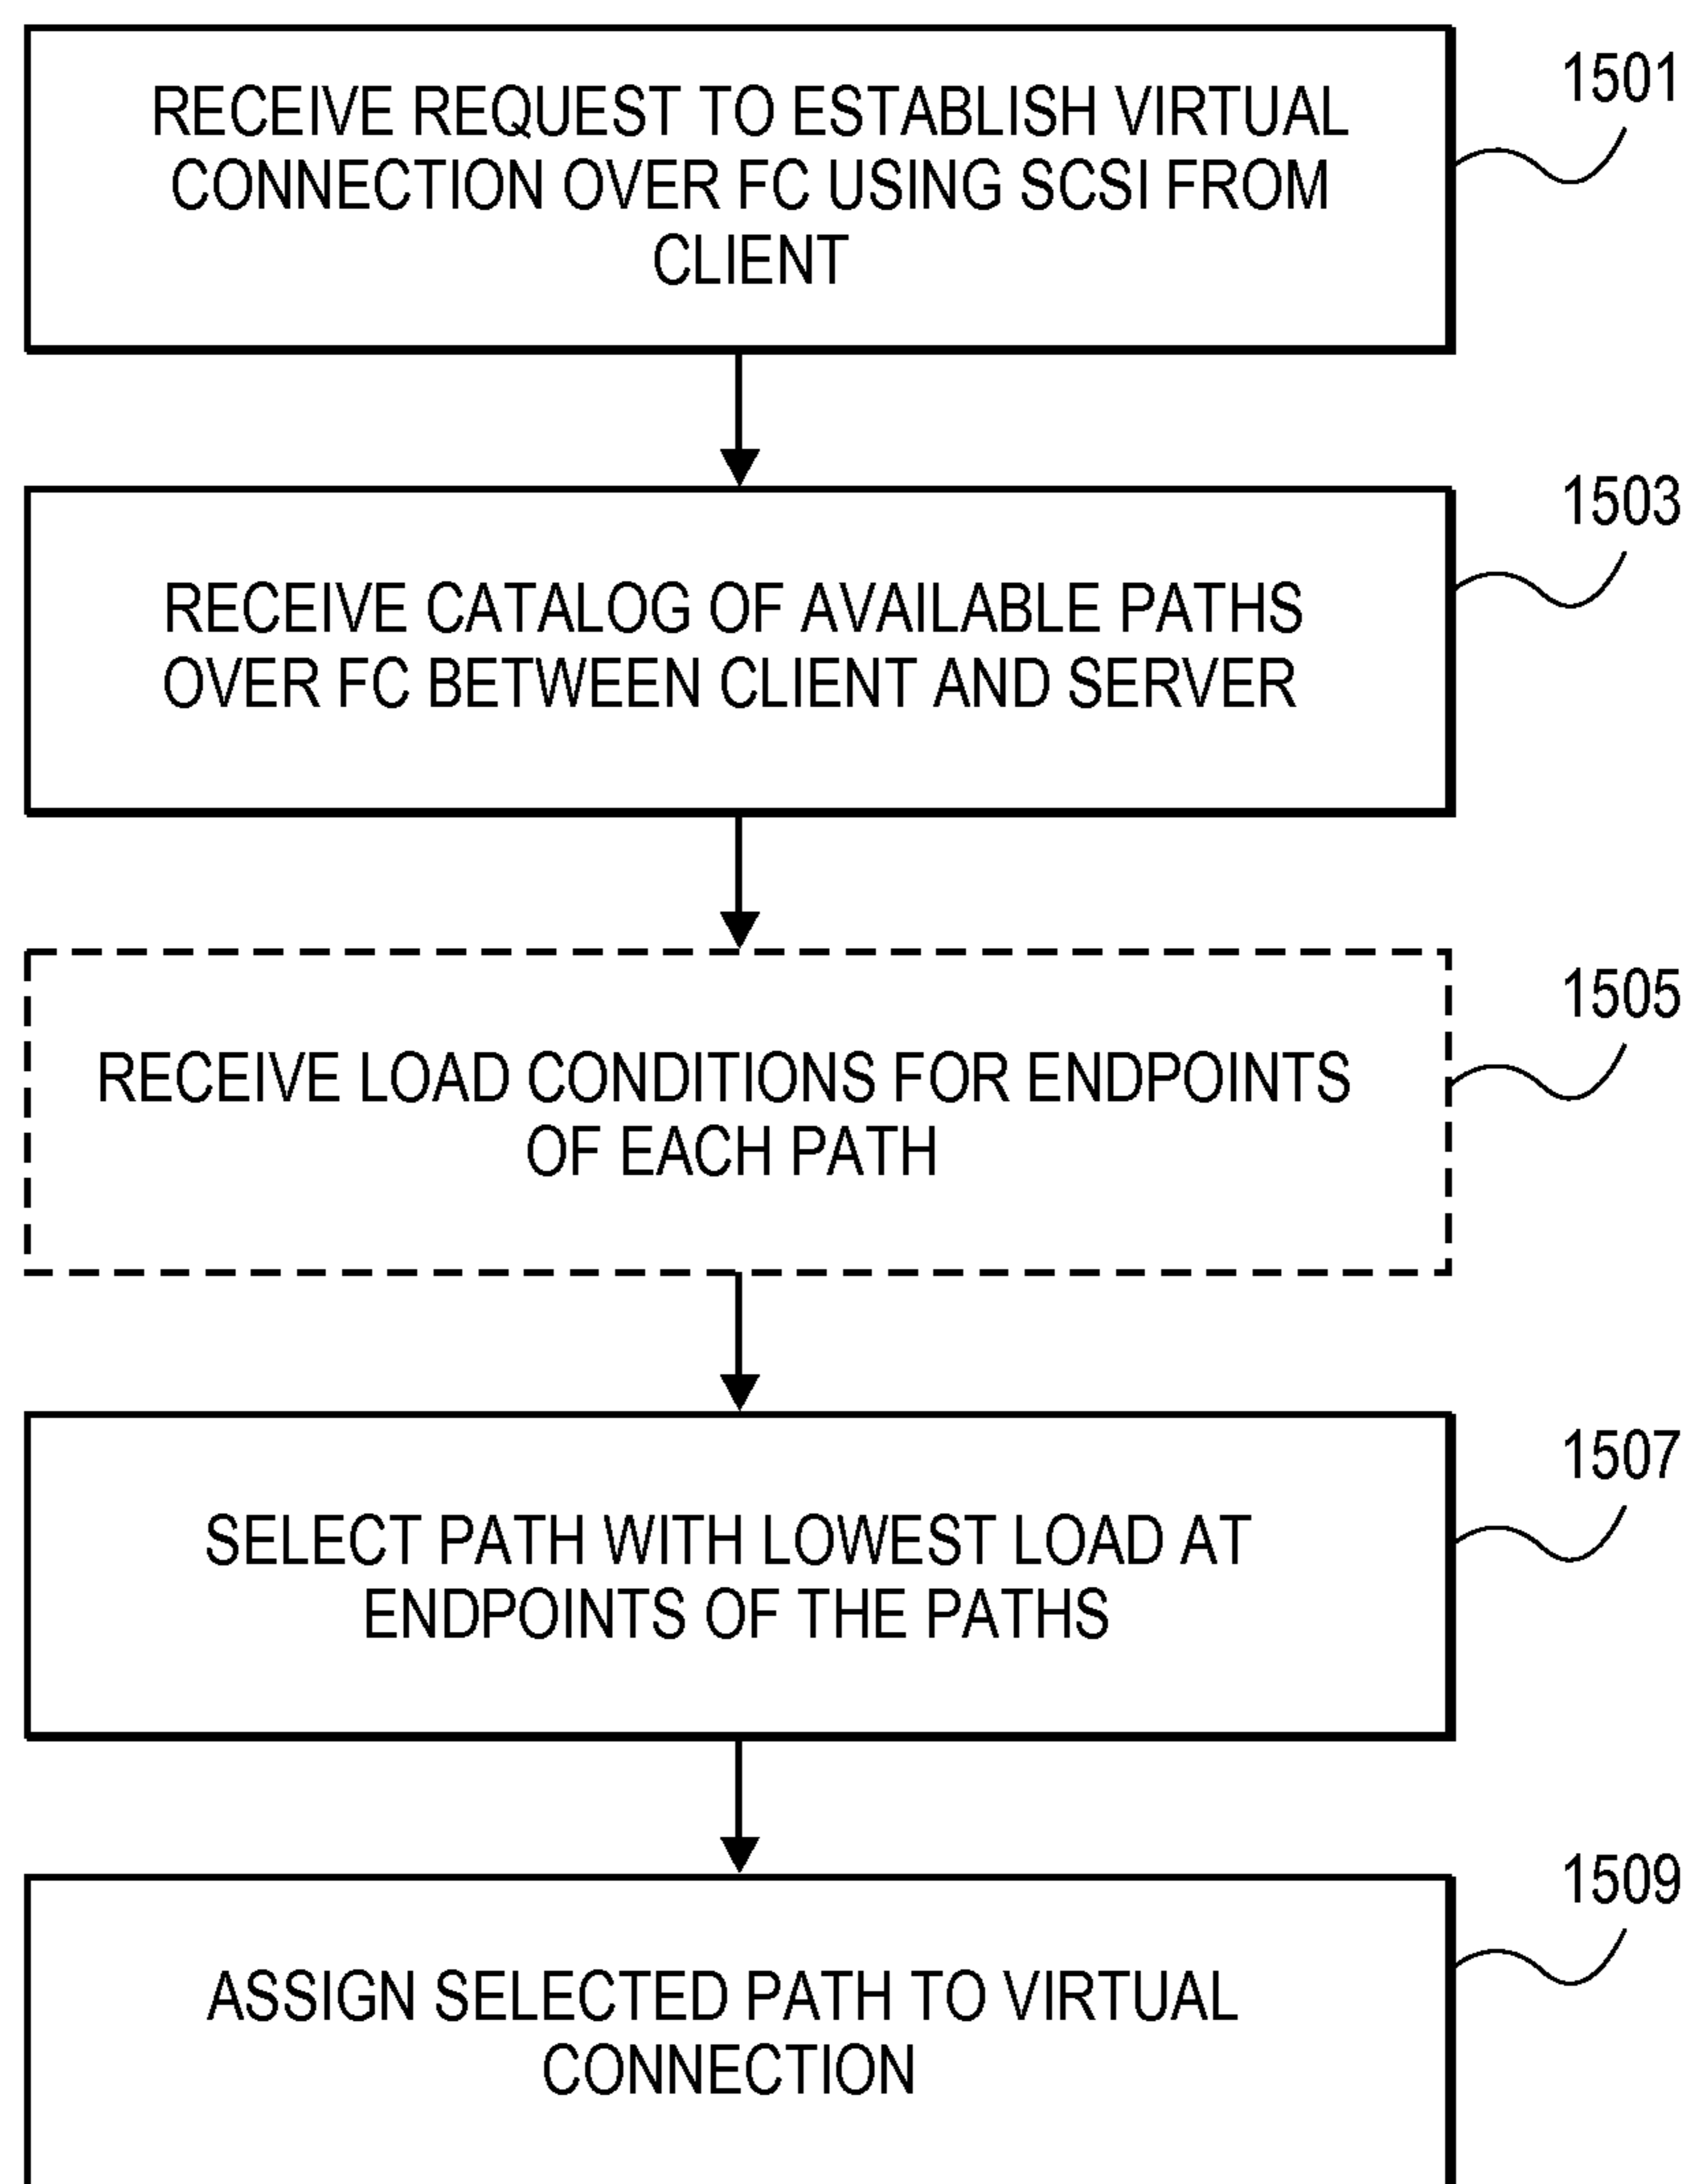 RECEIVE REQUEST TO ESTABLISH VIRTUAL
CONNECTION OVER FC USING SCSI FROM
CLIENT
1501
RECEIVE CATALOG OF AVAILABLE PATHS
OVER FC BETWEEN CLIENT AND SERVER
1503
RECEIVE LOAD CONDITIONS FOR ENDPOINTS
OF EACH PATH
1505
SELECT PATH WITH LOWEST LOAD AT
ENDPOINTS OF THE PATHS
1507
ASSIGN SELECTED PATH TO VIRTUAL
CONNECTION
1509